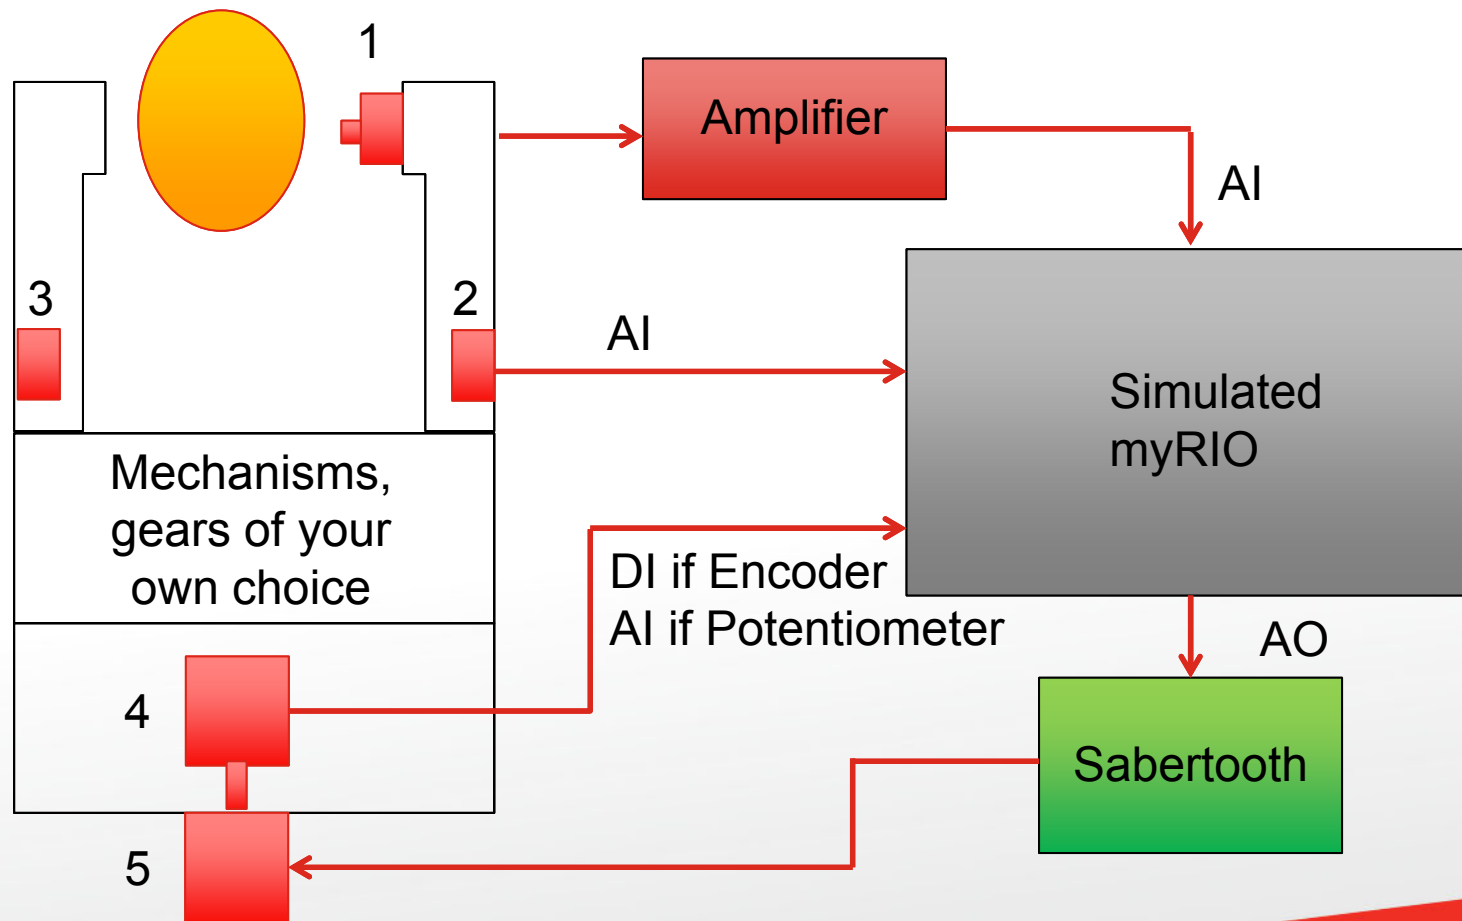 1
Amplifier
AI
3
2
AI
Simulated
myRIO
Mechanisms,
gears of your
own choice
DI if Encoder
AI if Potentiometer
AO
4
Sabertooth
5